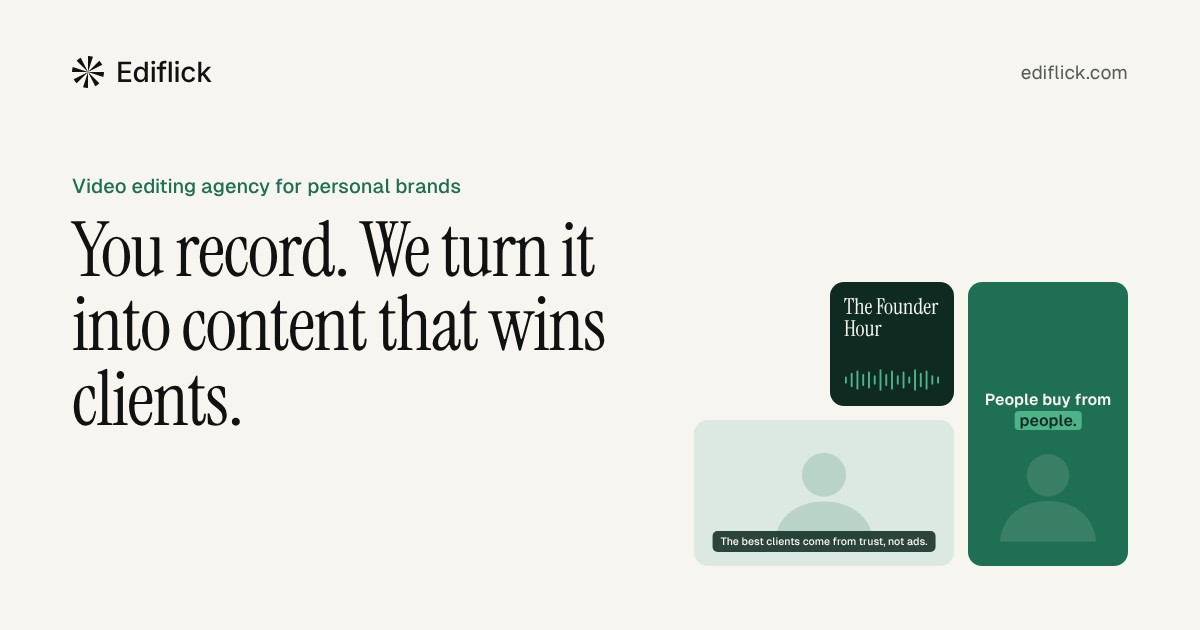 Ediflick
ediflick.com
Video editing agency for personal brands
You record. We turn it
into content that wins
clients.
The Founder
Hour
People buy from
people.
The best clients come from trust, not ads.